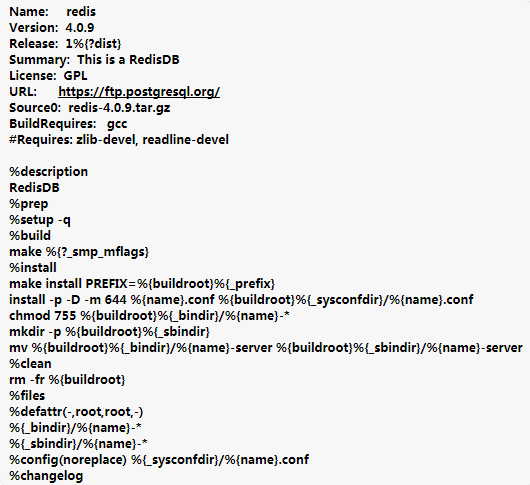 Name:     redis
Version:  4.0.9
Release:  1%{?dist}
Summary:  This is a RedisDB
License:  GPL
URL:      https://ftp.postgresql.org/
Source0:  redis-4.0.9.tar.gz
BuildRequires:   gcc
#Requires: zlib-devel, readline-devel

%description
RedisDB
%prep
%setup -q
%build
make %{?_smp_mflags}
%install
make install PREFIX=%{buildroot}%{_prefix}
install -p -D -m 644 %{name}.conf %{buildroot}%{_sysconfdir}/%{name}.conf
chmod 755 %{buildroot}%{_bindir}/%{name}-*
mkdir -p %{buildroot}%{_sbindir}
mv %{buildroot}%{_bindir}/%{name}-server %{buildroot}%{_sbindir}/%{name}-server
%clean
rm -fr %{buildroot}
%files
%defattr(-,root,root,-)
%{_bindir}/%{name}-*
%{_sbindir}/%{name}-*
%config(noreplace) %{_sysconfdir}/%{name}.conf
%changelog